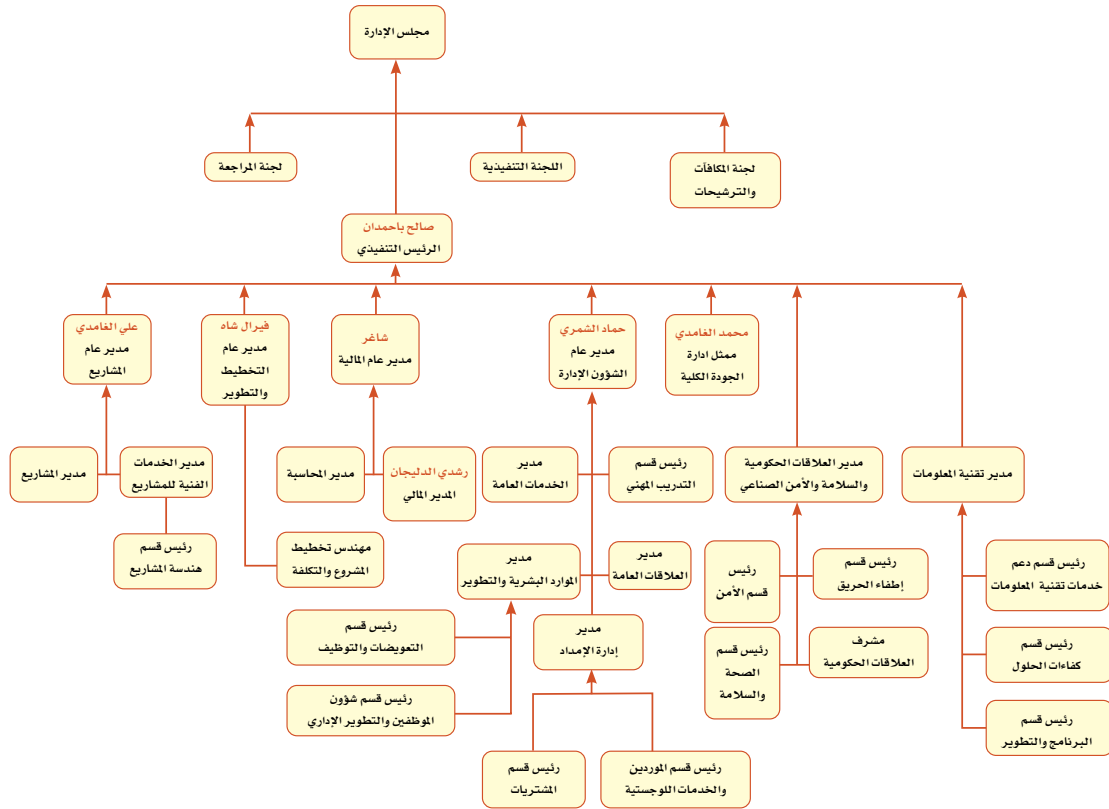 مجلس الإدارة
لجنة المكافآت
والترشيحات
اللجنة التنفيذية
لجنة المراجعة
صالح باحمدان
الرئيس التنفيذي
محمد الغامدي
ممثل ادارة
الجودة الكلية
حماد الشمري
مدير عام
الشؤون الإدارة
شاغر
مدير عام المالية
فيرال شاه
مدير عام
التخطيط
والتطوير
علي الغامدي
مدير عام
المشاريع
مدير تقنية المعلومات
مدير العلاقات الحكومية
والسلامة والأمن الصناعي
رئيس قسم
التدريب المهني
مدير
الخدمات العامة
رشدي الدليجان
المدير المالي
مدير المحاسبة
مدير الخدمات
الفنية للمشاريع
مدير المشاريع
رئيس قسم
هندسة المشاريع
مهندس تخطيط
المشروع والتكلفة
مدير
العلاقات العامة
مدير
الموارد البشرية والتطوير
رئيس قسم دعم
خدمات تقنية المعلومات
رئيس قسم
إطفاء الحريق
رئيس
قسم الأمن
مدير
إدارة الإمداد
رئيس قسم
التعويضات والتوظيف
رئيس قسم
كفاءات الحلول
مشرف
العلاقات الحكومية
رئيس قسم
الصحة
والسلامة
رئيس قسم شؤون
الموظفين والتطوير الإداري
رئيس قسم
البرنامج والتطوير
رئيس قسم الموردين
والخدمات اللوجستية
رئيس قسم
المشتريات